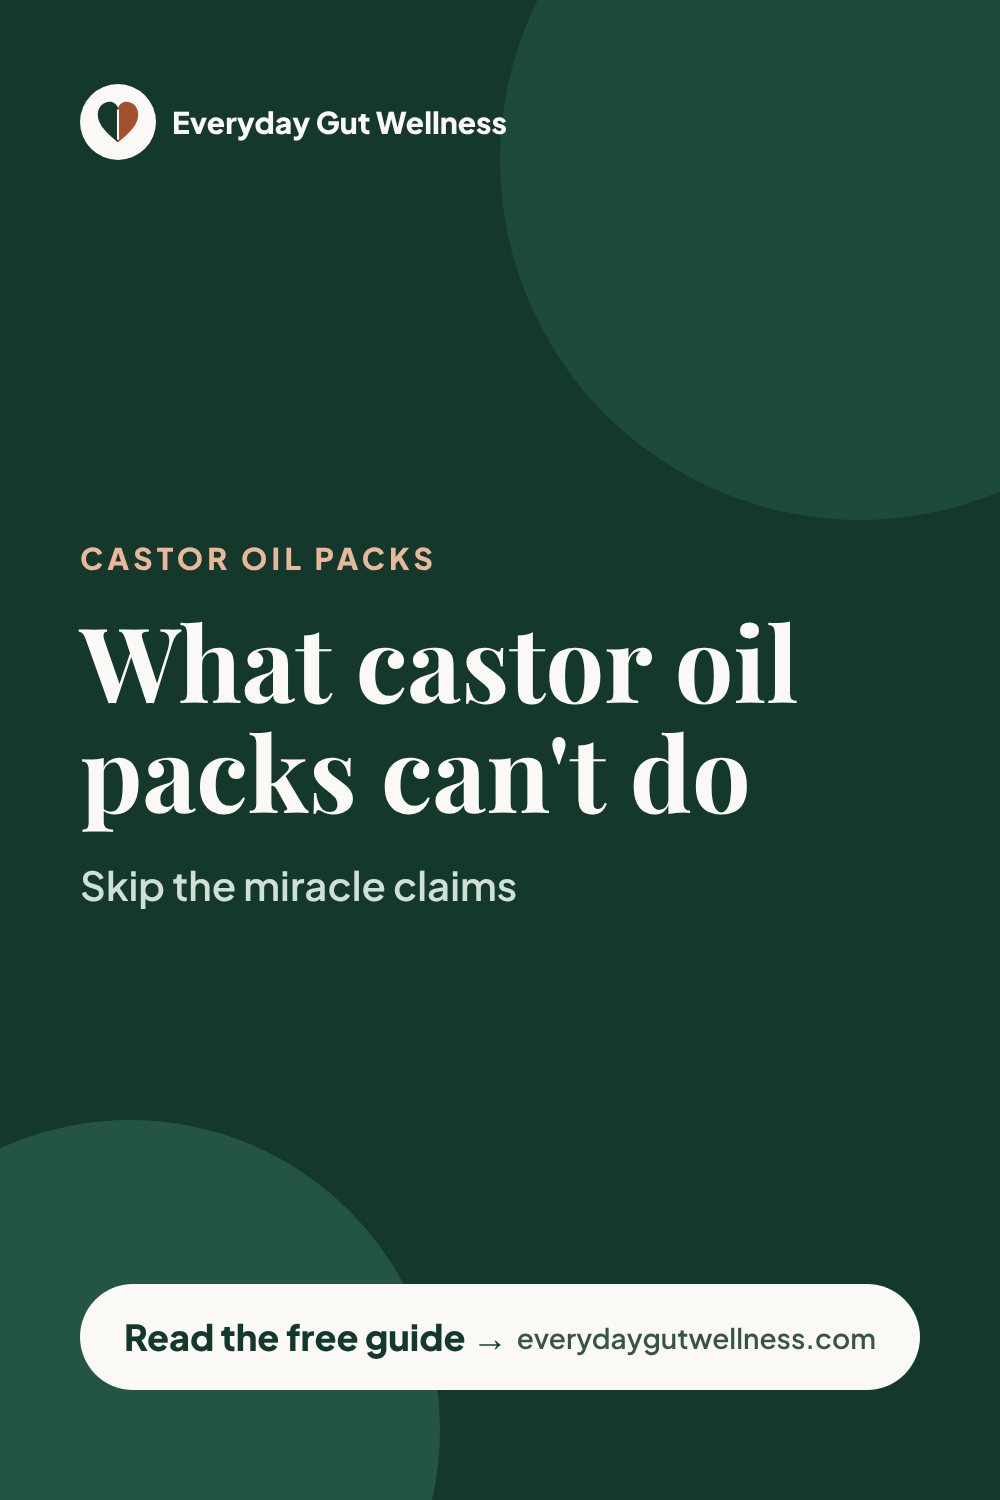 Everyday Gut Wellness
CASTOR OIL PACKS
What castor oil
packs can't do
Skip the miracle claims
Read the free guide → everydaygutwellness.com